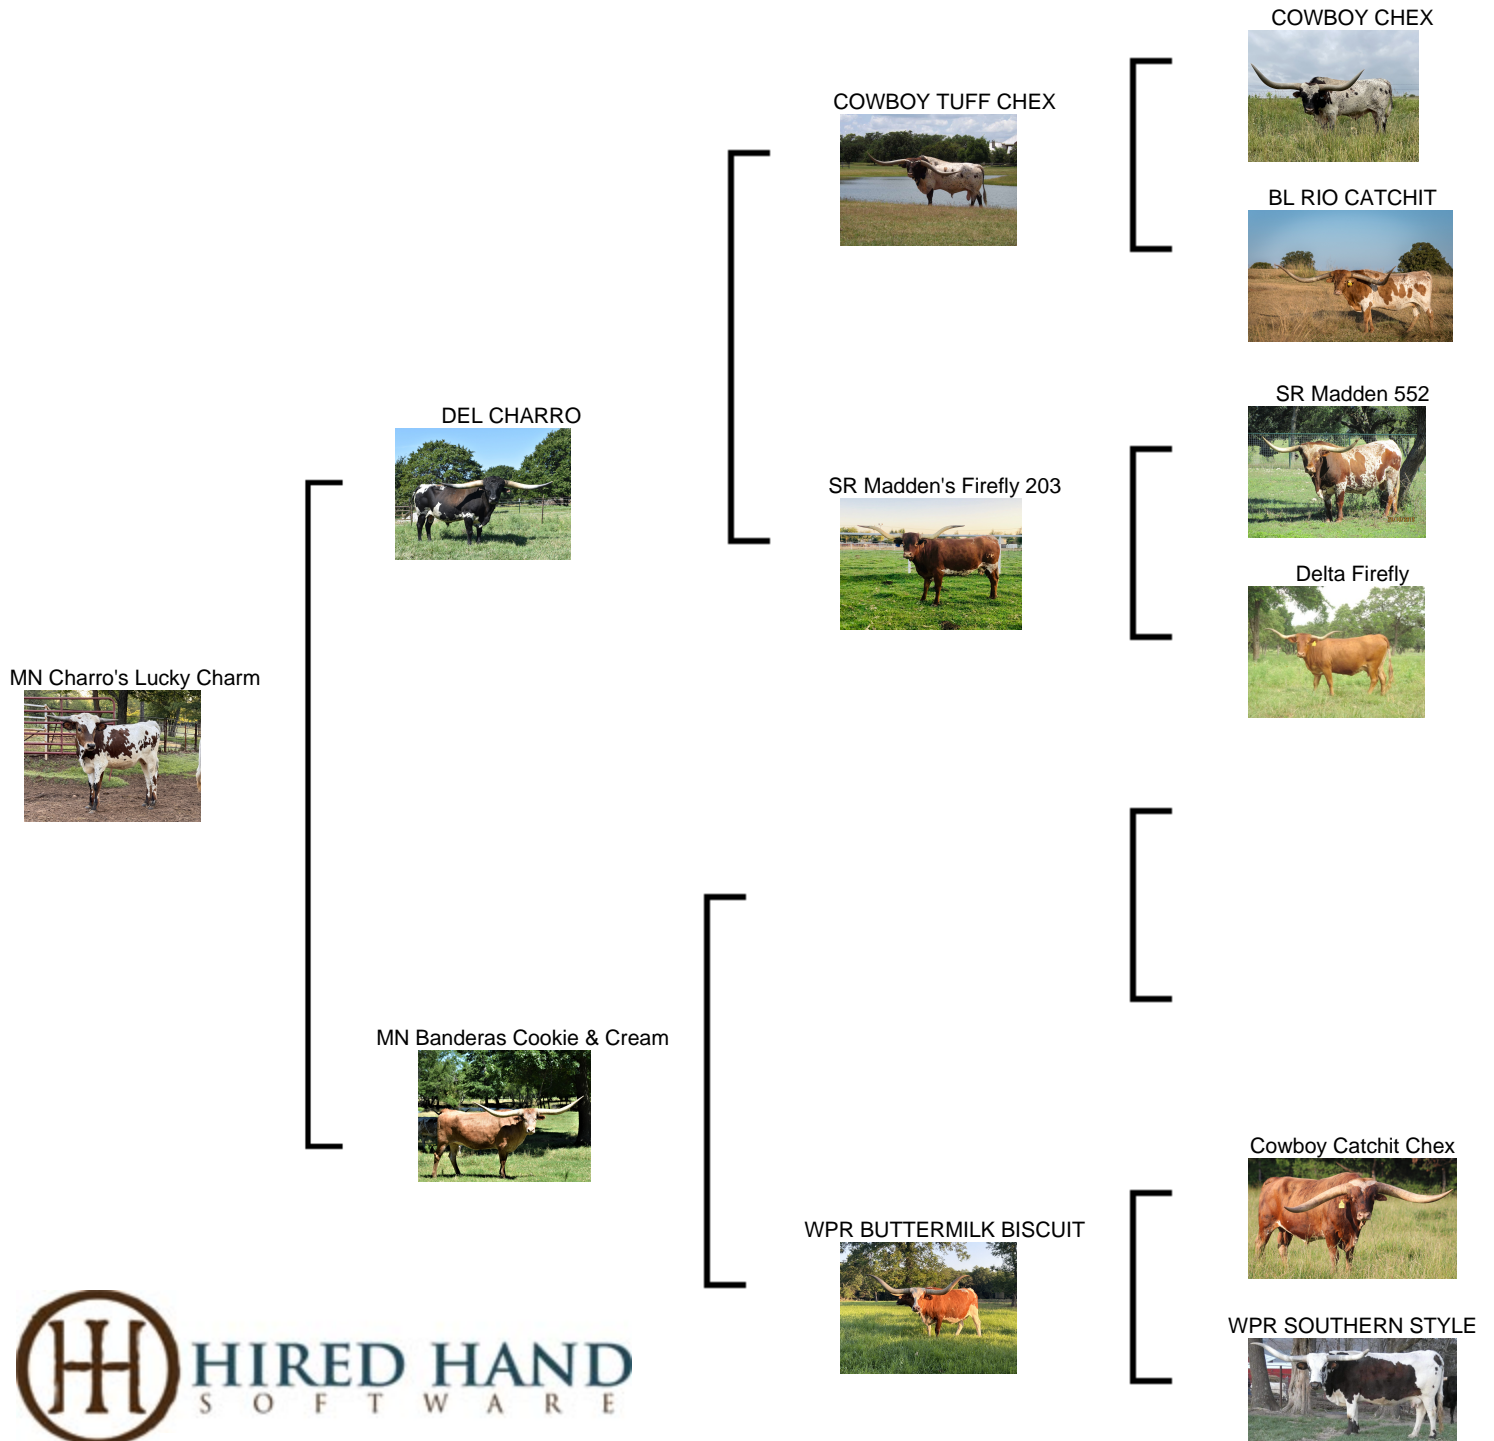 COWBOY CHEX
COWBOY TUFF CHEX
BL RIO CATCHIT
DEL CHARRO
SR Madden 552
SR Madden's Firefly 203
Delta Firefly
MN Charro's Lucky Charm
MN Banderas Cookie & Cream
Cowboy Catchit Chex
WPR BUTTERMILK BISCUIT
WPR SOUTHERN STYLE
HIRED HAND
SOFTWARE